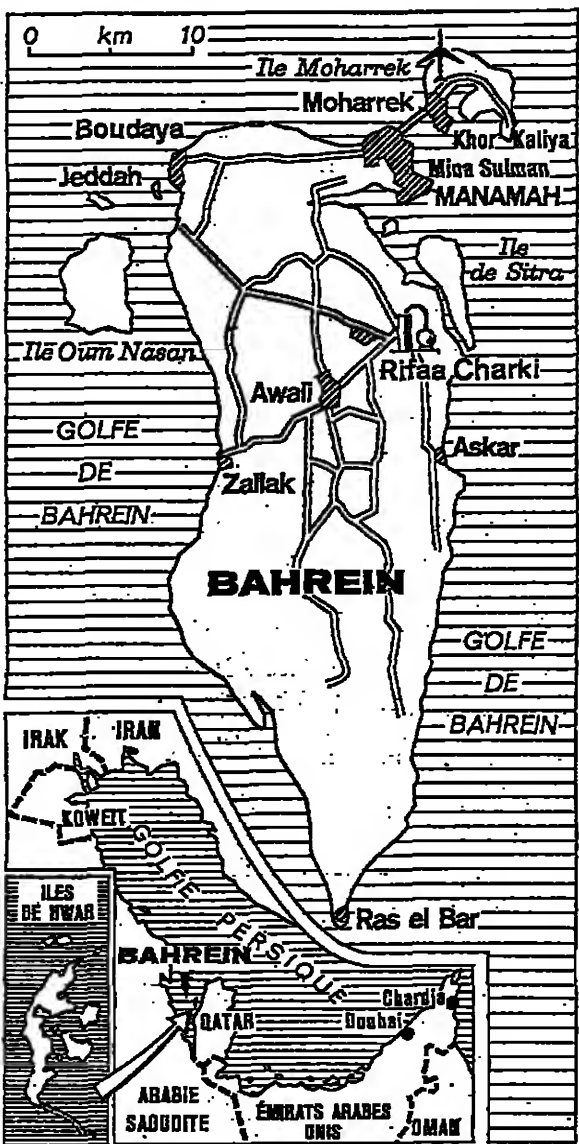 0 km 10
Ile Moharrek
Moharrek
Boudaya
Khor Kaliya
Jeddah
Mina Sulman
MANAMAH
Ile
de Sitra
Ile Oum Nasan
Rifaa Charki
Awali
GOLFE
DE
BAHREIN
Askar
Zallak
BAHREIN
GOLFE
DE
BAHREIN
IRAK
IRAN
KOWEIT
GOLFE PERSIQUE
ILES
DE HWAR
Ras el Bar
BAHREIN
Chardja
QATAR
Doubai
ARABIE
SAOUDITE
ÉMIRATS ARABES
UNIS
OMAN